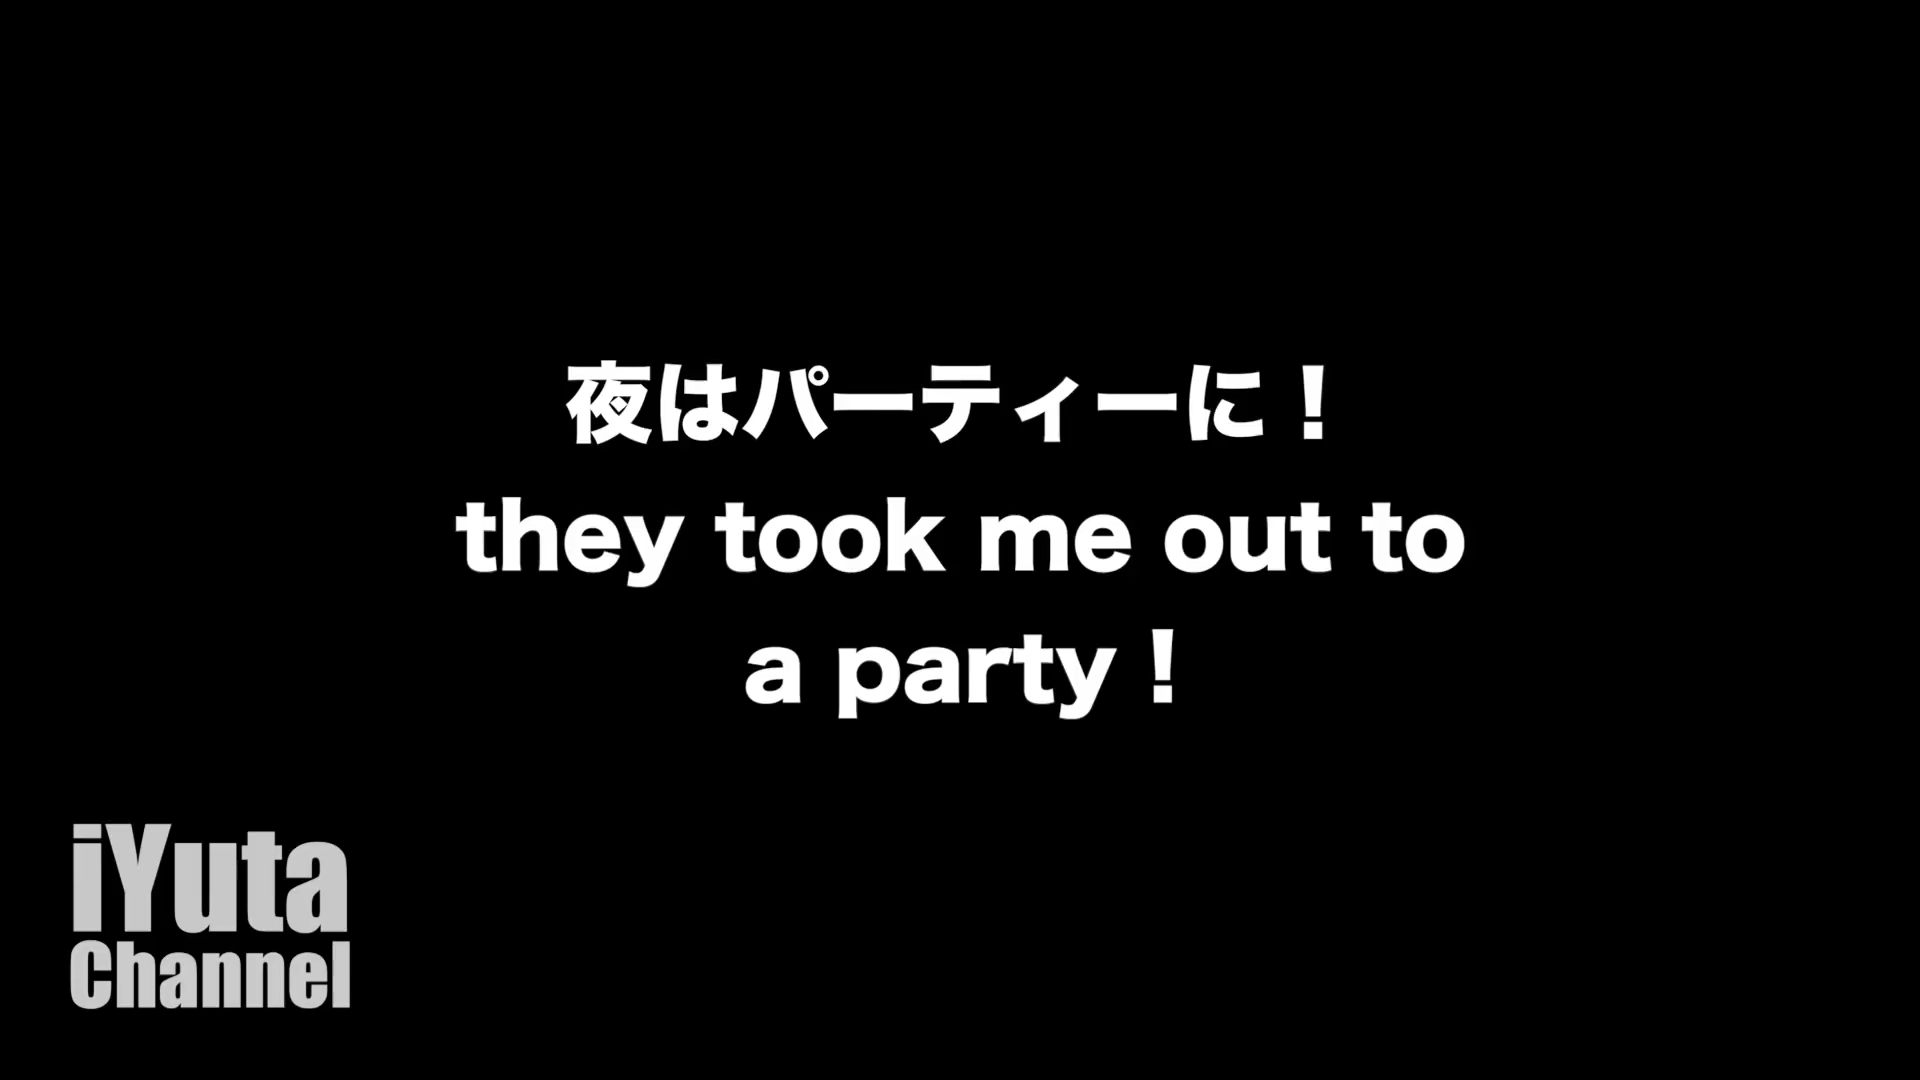 夜はパーティーに！
they took me out to
a party！
iYuta
Channel